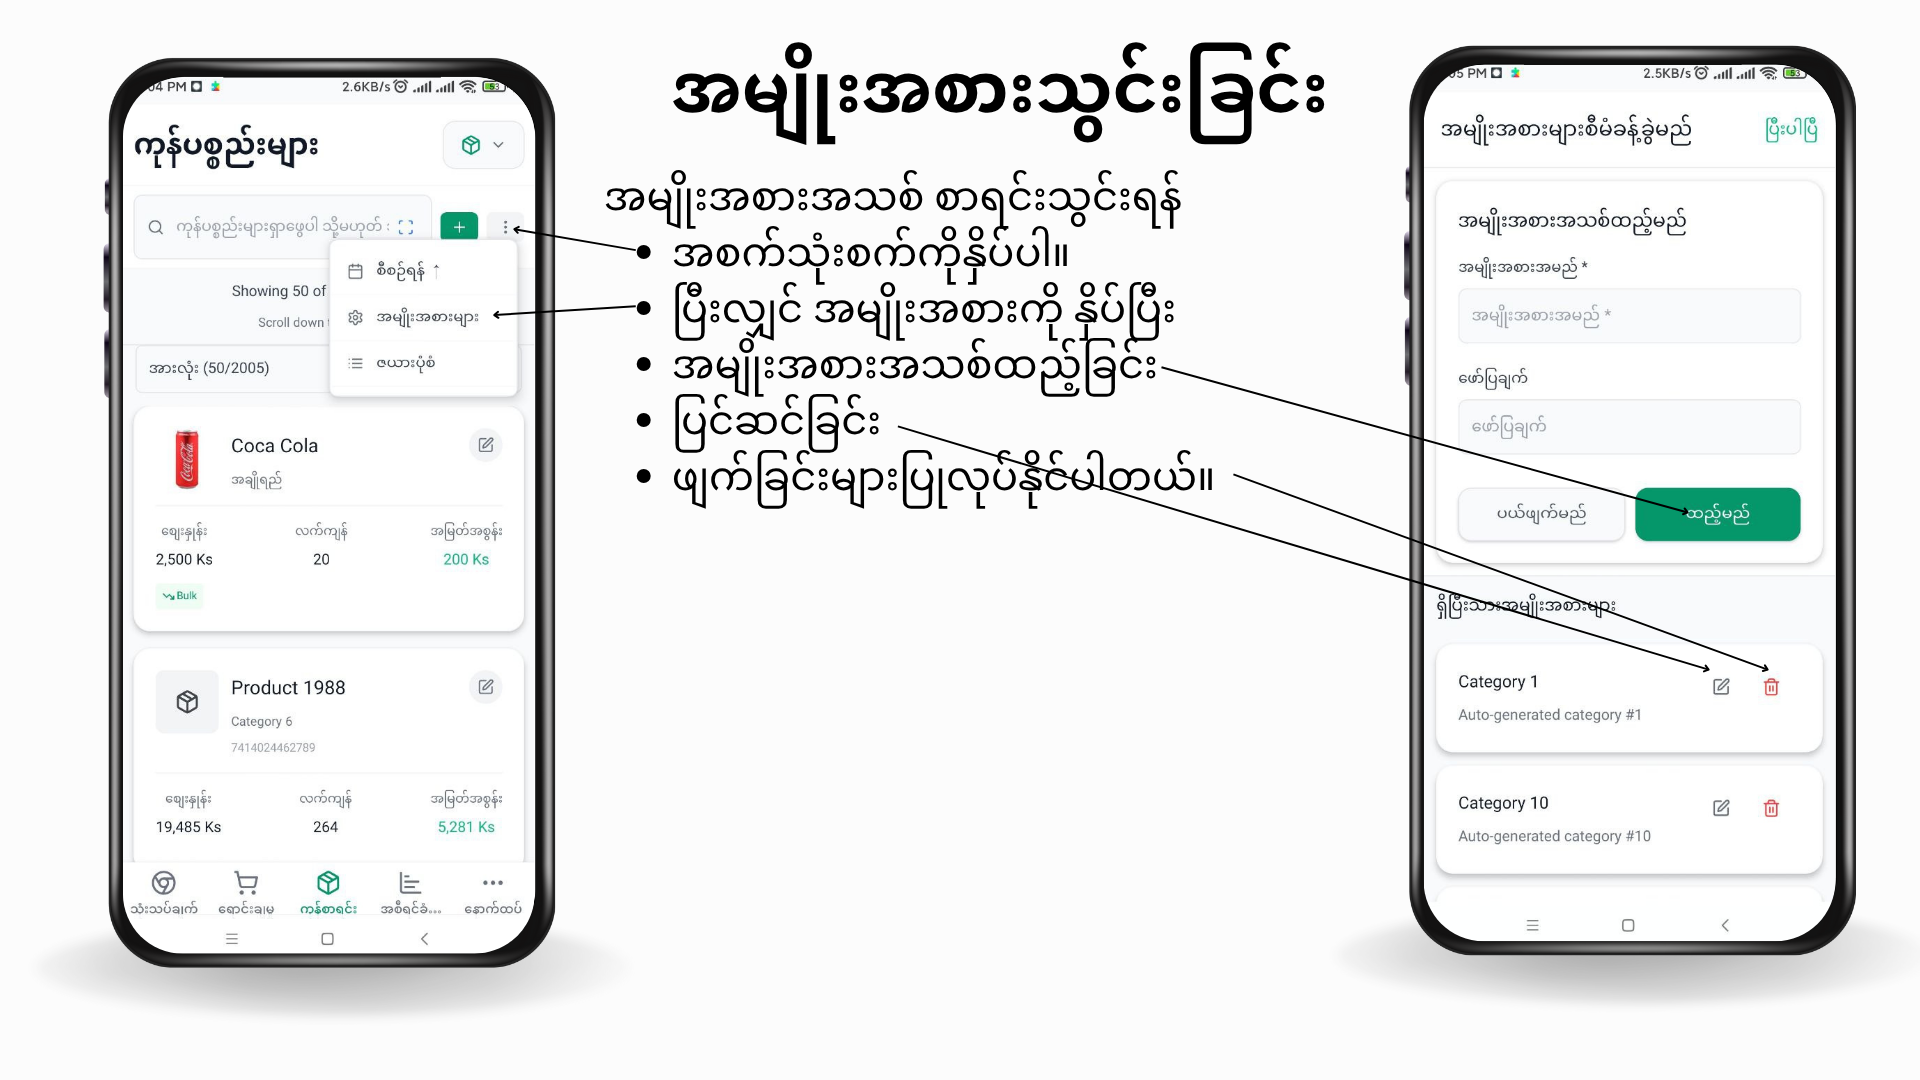 အမျိုးအစားသွင်းခြင်း
အမျိုးအစားအသစ် စာရင်းသွင်းရန်
အစက်သုံးစက်ကိုနှိပ်ပါ။
ပြီးလျှင် အမျိုးအစားကို နှိပ်ပြီး
အမျိုးအစားအသစ်ထည့်ခြင်း
ပြင်ဆင်ခြင်း
ဖျက်ခြင်းများပြုလုပ်နိုင်ပါတယ်။
04 PM 2.6KB/s 53
ကုန်ပစ္စည်းများ
ကုန်ပစ္စည်းများရှာဖွေပါ သို့မဟုတ်
စီစဉ်ရန် ↑
အမျိုးအစားများ
ဇယားပုံစံ
Showing 50 of
Scroll down
အားလုံး (50/2005)
Coca Cola
အချိုရည်
ဈေးနှုန်း လက်ကျန် အမြတ်အစွန်း
2,500 Ks 20 200 Ks
Bulk
Product 1988
Category 6
7414024462789
ဈေးနှုန်း လက်ကျန် အမြတ်အစွန်း
19,485 Ks 264 5,281 Ks
သုံးသပ်ချက် ရောင်းချမှု ကုန်စာရင်း အစီရင်ခံ... နောက်ထပ်
05 PM 2.5KB/s 53
အမျိုးအစားများစီမံခန့်ခွဲမည် ပြီးပါပြီ
အမျိုးအစားအသစ်ထည့်မည်
အမျိုးအစားအမည် *
အမျိုးအစားအမည် *
ဖော်ပြချက်
ဖော်ပြချက်
ပယ်ဖျက်မည် ထည့်မည်
ရှိပြီးသားအမျိုးအစားများ
Category 1
Auto-generated category #1
Category 10
Auto-generated category #10